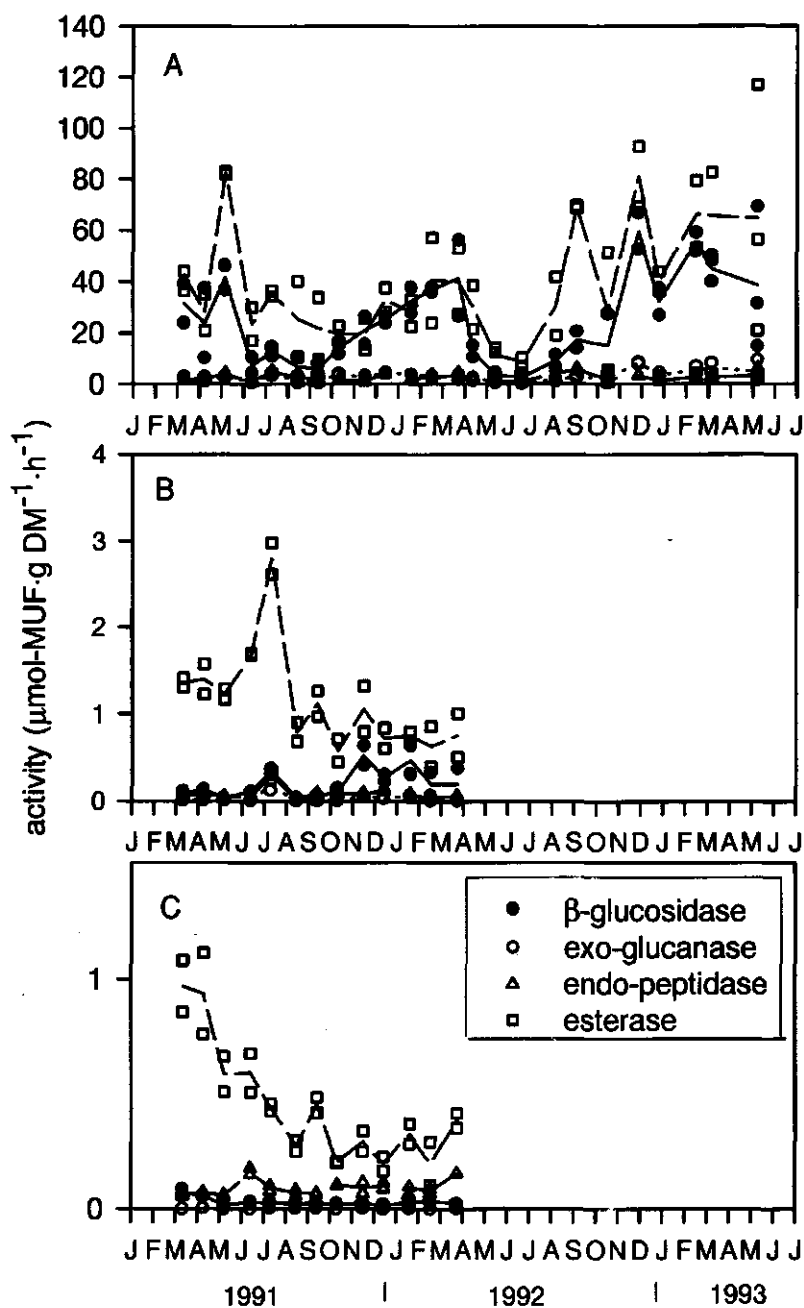 140
A
120
100
80
60
40
20
0
J F M A M J J A S O N D J F M A M J J A S O N D J F M A M J J
activity (µmol-MUF·g DM⁻¹·h⁻¹)
4
B
3
2
1
0
J F M A M J J A S O N D J F M A M J J A S O N D J F M A M J J
C
β-glucosidase
exo-glucanase
endo-peptidase
esterase
1
0
J F M A M J J A S O N D J F M A M J J A S O N D J F M A M J J
1991 1992 1993